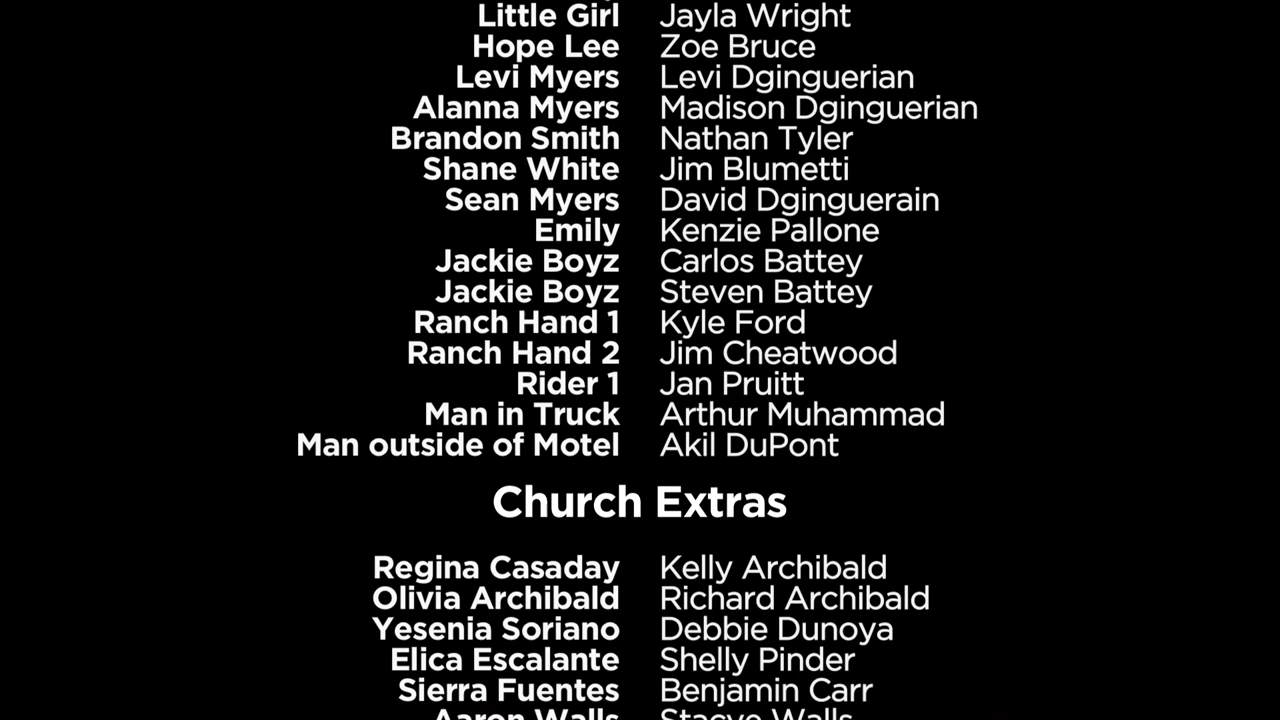 Little Girl Jayla Wright
Hope Lee Zoe Bruce
Levi Myers Levi Dginguerian
Alanna Myers Madison Dginguerian
Brandon Smith Nathan Tyler
Shane White Jim Blumetti
Sean Myers David Dginguerain
Emily Kenzie Pallone
Jackie Boyz Carlos Battey
Jackie Boyz Steven Battey
Ranch Hand 1 Kyle Ford
Ranch Hand 2 Jim Cheatwood
Rider 1 Jan Pruitt
Man in Truck Arthur Muhammad
Man outside of Motel Akil DuPont
Church Extras
Regina Casaday Kelly Archibald
Olivia Archibald Richard Archibald
Yesenia Soriano Debbie Dunoya
Elica Escalante Shelly Pinder
Sierra Fuentes Benjamin Carr
Aaron Walls Stacye Walls